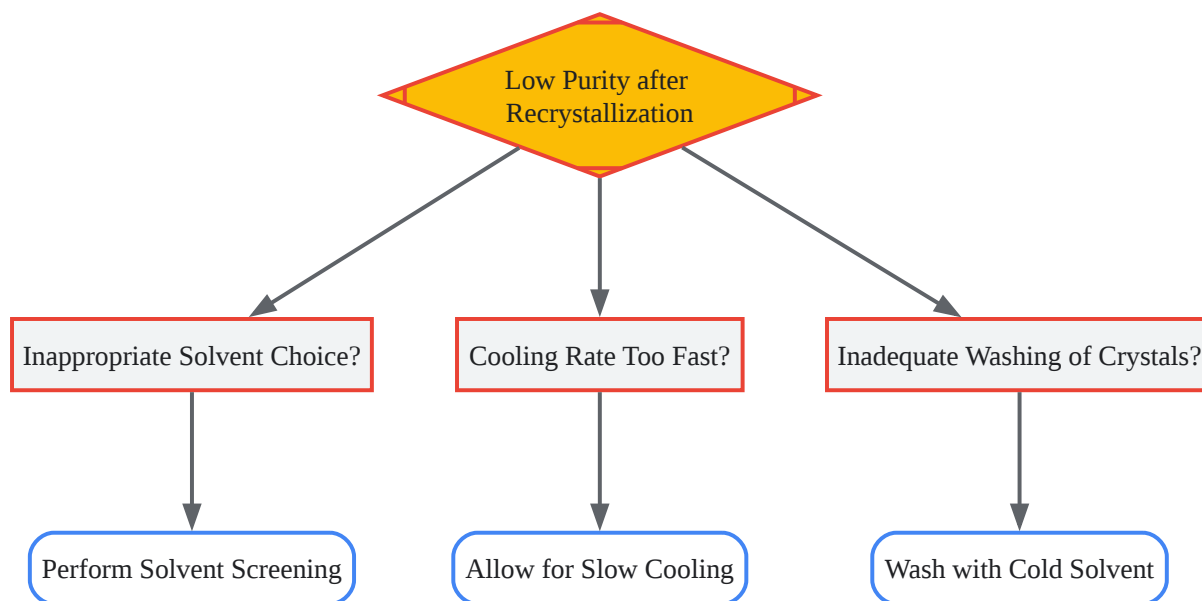 Low Purity after
Recrystallization
Inappropriate Solvent Choice?
Cooling Rate Too Fast?
Inadequate Washing of Crystals?
Perform Solvent Screening
Allow for Slow Cooling
Wash with Cold Solvent